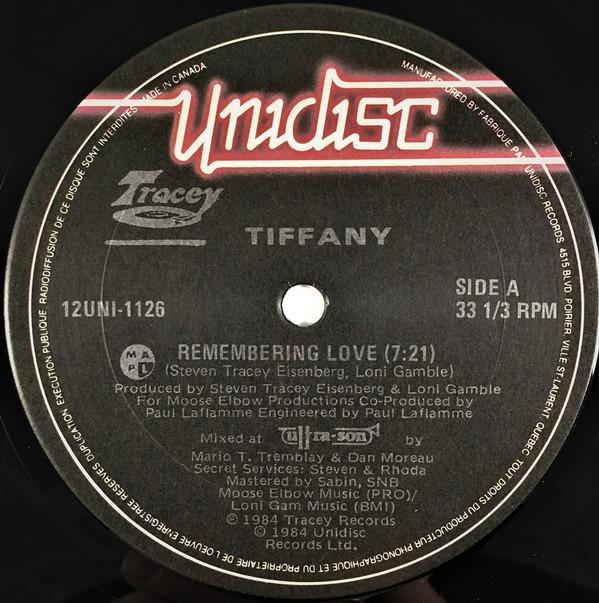 Unidisc
Tracey
TIFFANY
12UNI-1126
SIDE A
33 1/3 RPM
MAPL
REMEMBERING LOVE (7:21)
(Steven Tracey Eisenberg, Loni Gamble)
Produced by Steven Tracey Eisenberg & Loni Gamble
For Moose Elbow Productions Co-Produced by
Paul Laflamme Engineered by Paul Laflamme
Mixed at ultra-son by
Mario T. Tremblay & Dan Moreau
Secret Services: Steven & Rhoda
Mastered by Sabin, SNB
Moose Elbow Music (PRO)/
Loni Gam Music (BMI)
℗ 1984 Tracey Records
© 1984 Unidisc
Records Ltd.
MANUFACTURED BY FABRIQUE PAR UNIDISC RECORDS 4515 BLVD. POIRIER, VILLE ST-LAURENT QUEBEC TOUT DROITS DU PRODUCTEUR PHONOGRAPHIQUE ET DU PROPRIETAIRE DE L'OEUVRE ENREGISTREE RESERVES DUPLICATION EXECUTION PUBLIQUE RADIODIFFUSION DE CE DISQUE SONT INTERDITES MADE IN CANADA